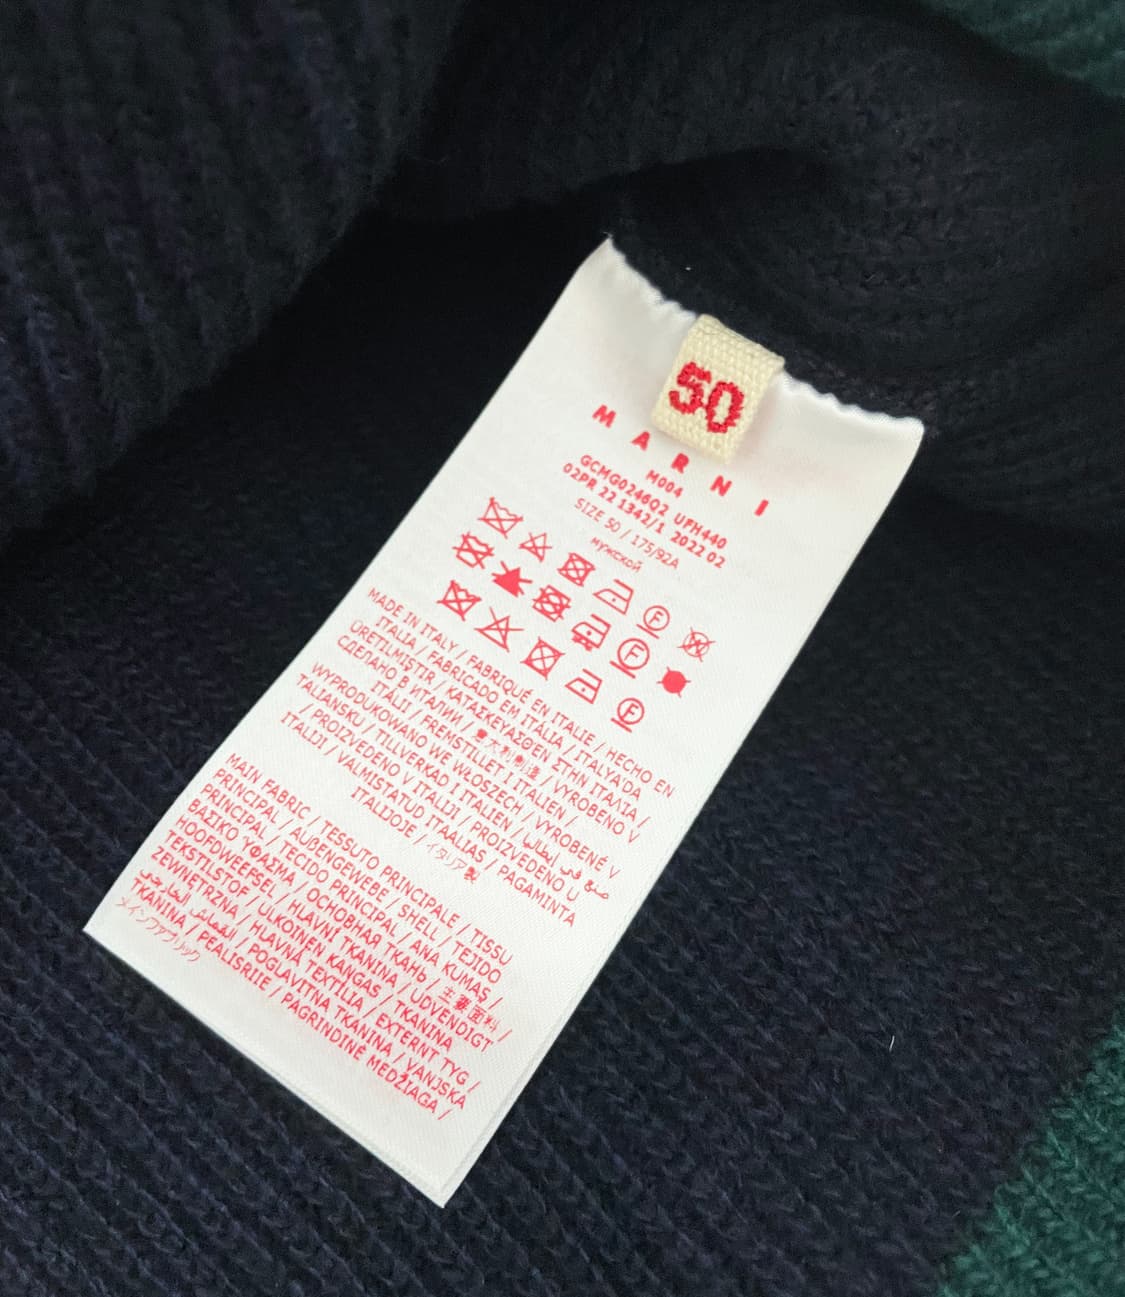 50
MARNI
M004
GCMG0246Q2 UFH440
02PR 22 1342/1 2022 02
SIZE 50 / 175/92A
мужской
MADE IN ITALY / FABRIQUÉ EN ITALIE / HECHO EN
ITALIA / FABRICADO EM ITÁLIA / İTALYA'DA
ÜRETILMIŞTIR / ΚΑΤΑΣΚΕΥΑΣΘΕΝ ΣΤΗΝ ΙΤΑΛΙΑ /
СДЕЛАНО В ИТАЛИИ / 意大利制造 / VYROBENO V
ITÁLII / FREMSTILLET I ITALIEN /
WYPRODUKOWANO WE WŁOSZECH / VYROBENÉ V
TALIANSKU / TILLVERKAD I ITALIEN / صنع في إيطاليا
/ PROIZVEDENO V ITALIJI / PROIZVEDENO U
ITALIJI / VALMISTATUD ITAALIAS / PAGAMINTA
ITALIJOJE / イタリア製
MAIN FABRIC / TESSUTO PRINCIPALE / TISSU
PRINCIPAL / AUßENGEWEBE / SHELL / TEJIDO
PRINCIPAL / TECIDO PRINCIPAL / ANA KUMAŞ /
ΒΑΣΙΚΟ ΥΦΑΣΜΑ / ОСНОВНАЯ ТКАНЬ / 主要面料 /
HOOFDWEEFSEL / HLAVNÍ TKANINA / UDVENDIGT
TEKSTILSTOF / ULKOINEN KANGAS / TKANINA
ZEWNĘTRZNA / HLAVNÁ TEXTÍLIA / EXTERNT TYG /
القماش الخارجي / POGLAVITNA TKANINA / VANJSKA
TKANINA / PEALISRIIE / PAGRINDINĖ MEDŽIAGA /
メインファブリック